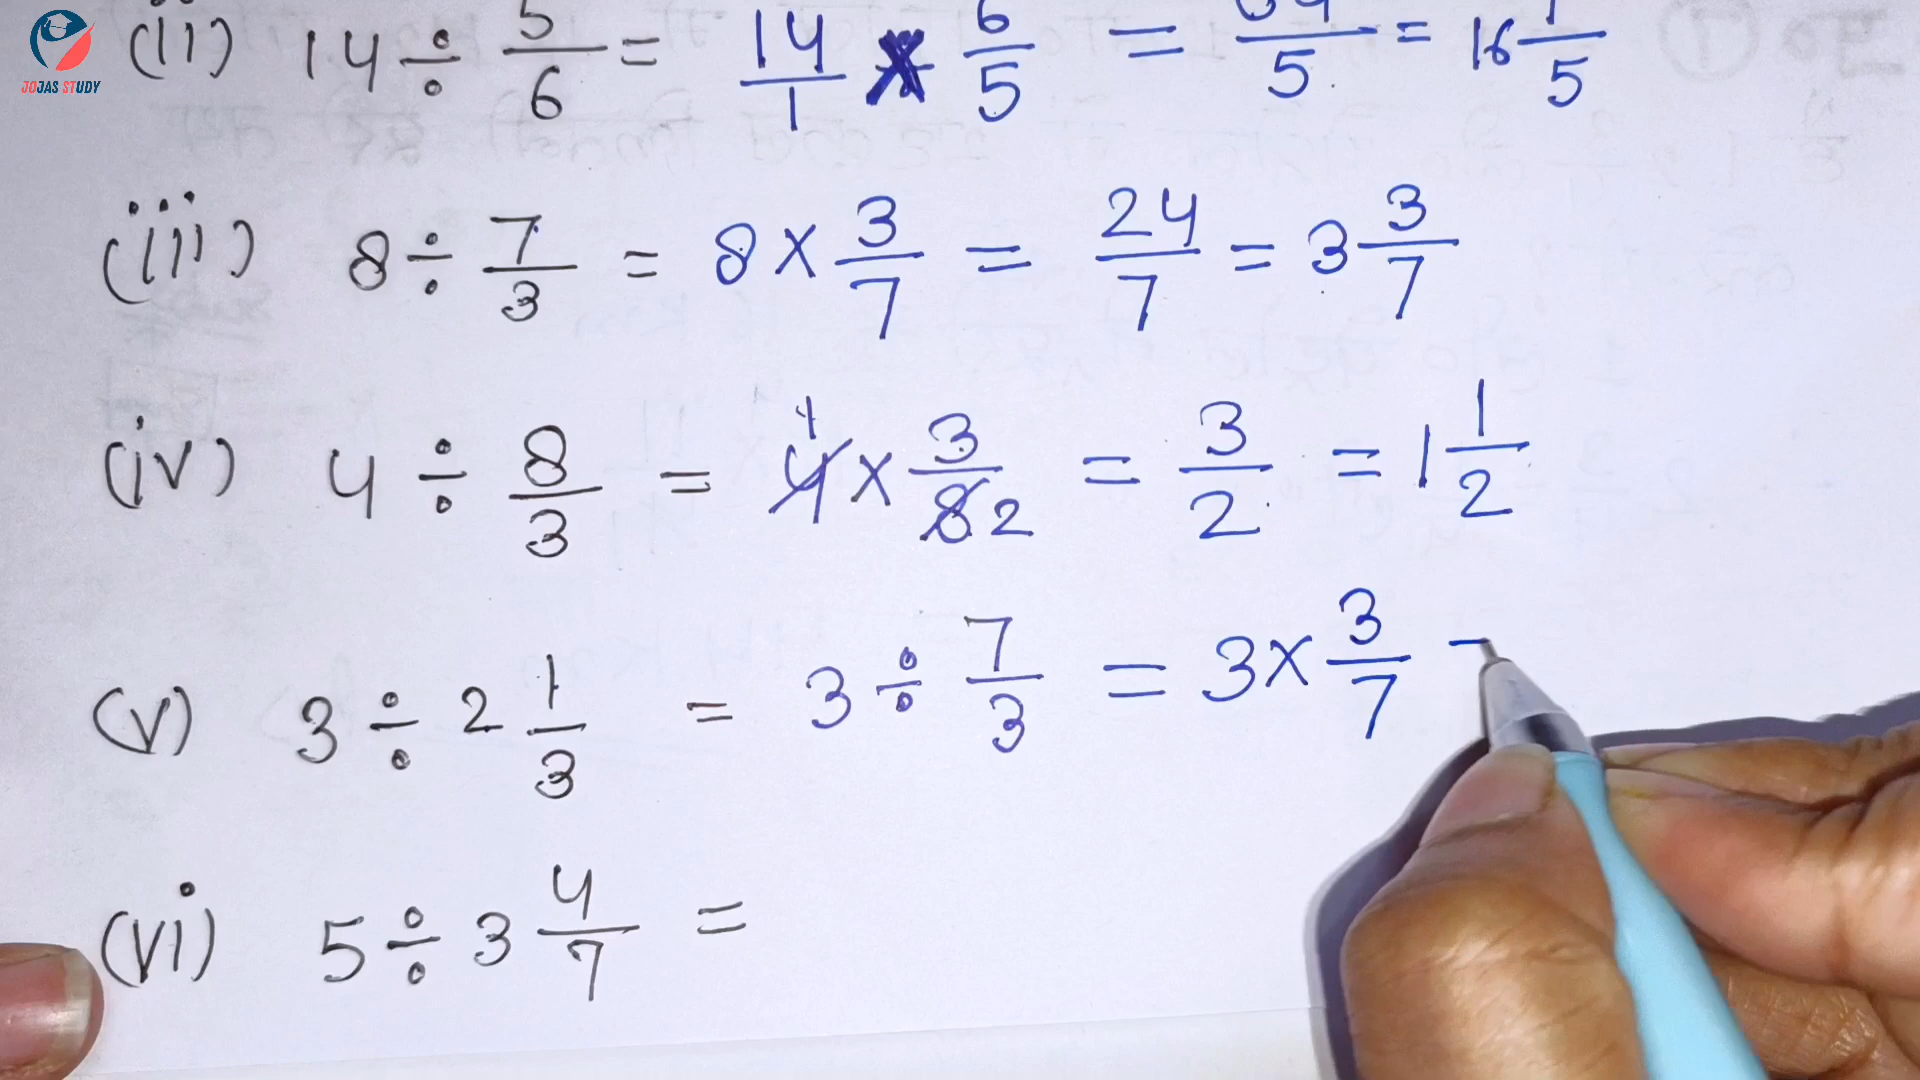 JOJAS STUDY
(ii) 14 ÷ 5/6 = 14/1 × 6/5 = 84/5 = 16 /5
(iii) 8 ÷ 7/3 = 8 × 3/7 = 24/7 = 3 3/7
(iv) 4 ÷ 8/3 = 4 1 × 3/8 2 = 3/2 = 1 1/2
(v) 3 ÷ 2 1/3 = 3 ÷ 7/3 = 3 × 3/7 -
(vi) 5 ÷ 3 4/7 =